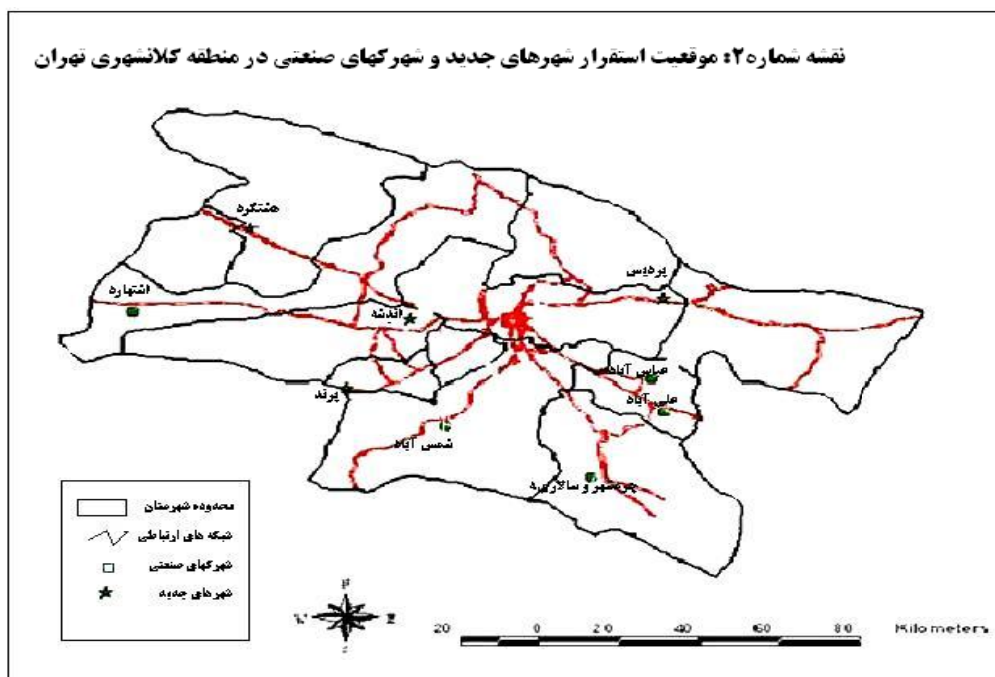 نقشه شماره۲: موقعیت استقرار شهرهای جدید و شهرکهای صنعتی در منطقه کلانشهری تهران
هشتگرد
پردیس
اشتهارد
اندیشه
عباس آباد
علی آباد
پرند
شمس آباد
چرمشهر و سالاریه
محدوده شهرستان
شبکه های ارتباطی
شهرکهای صنعتی
شهرهای جدید
W E
20 0 20 40 60 80 Kilometers